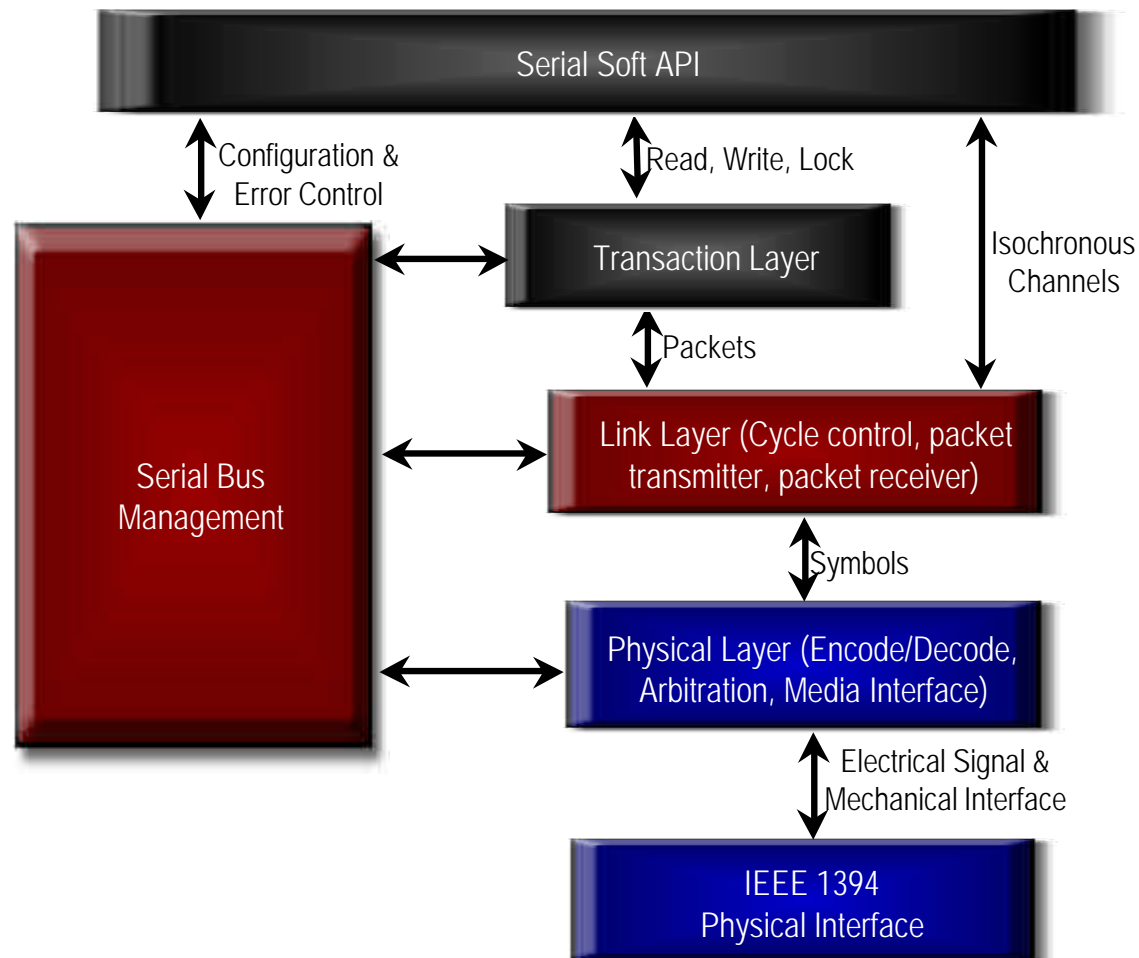 Serial Soft API
Configuration &
Error Control
Read, Write, Lock
Isochronous
Channels
Transaction Layer
Packets
Link Layer (Cycle control, packet
transmitter, packet receiver)
Serial Bus
Management
Symbols
Physical Layer (Encode/Decode,
Arbitration, Media Interface)
Electrical Signal &
Mechanical Interface
IEEE 1394
Physical Interface